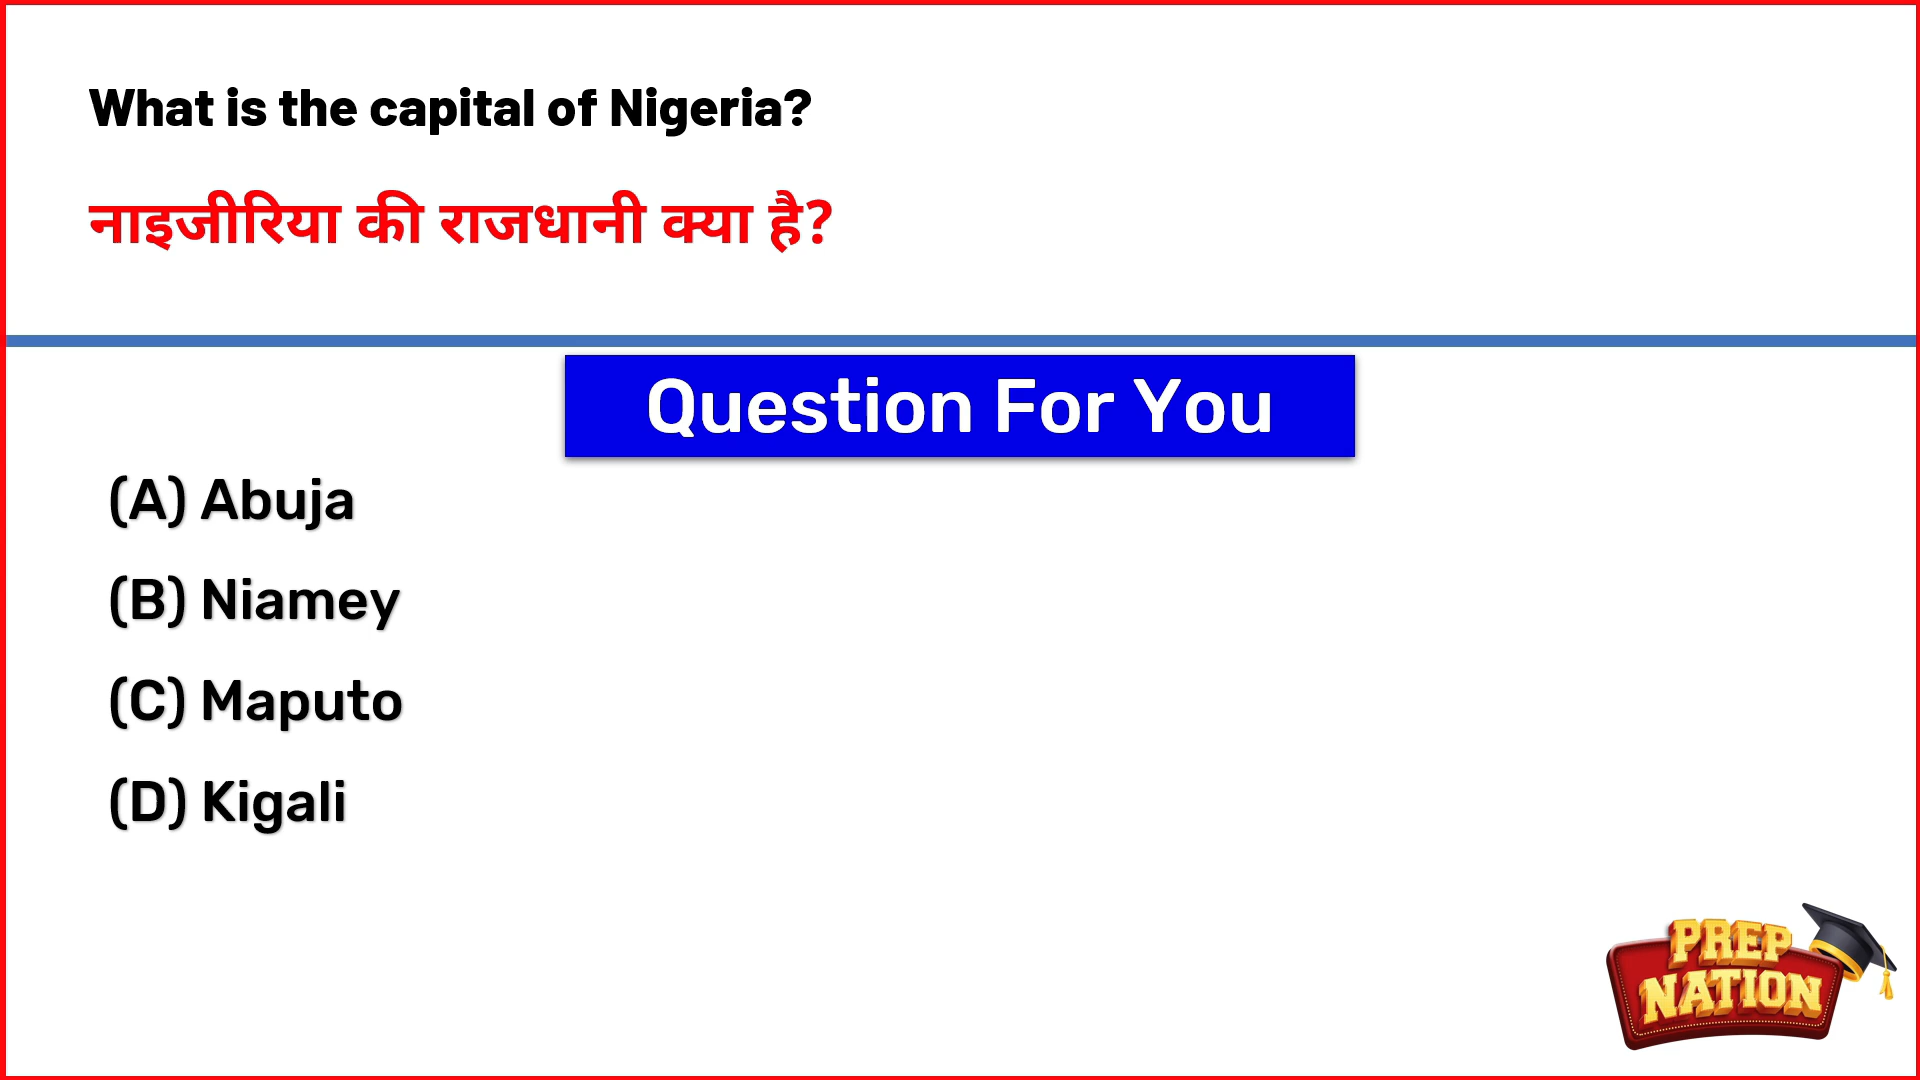 What is the capital of Nigeria?
नाइजीरिया की राजधानी क्या है?
Question For You
(A) Abuja
(B) Niamey
(C) Maputo
(D) Kigali
PREP
NATION